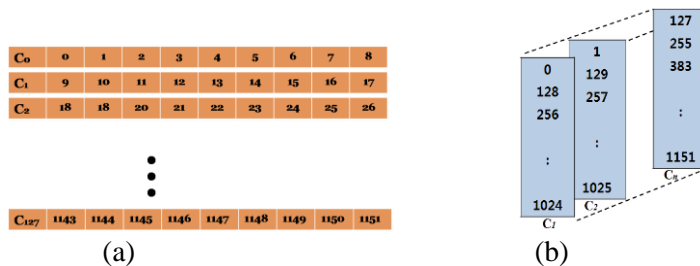 C0 0 1 2 3 4 5 6 7 8
C1 9 10 11 12 13 14 15 16 17
C2 18 18 20 21 22 23 24 25 26
C127 1143 1144 1145 1146 1147 1148 1149 1150 1151
(a)
0
128
256
:
:
1024
C1
1
129
257
:
1025
C2
127
255
383
:
1151
Cn
(b)